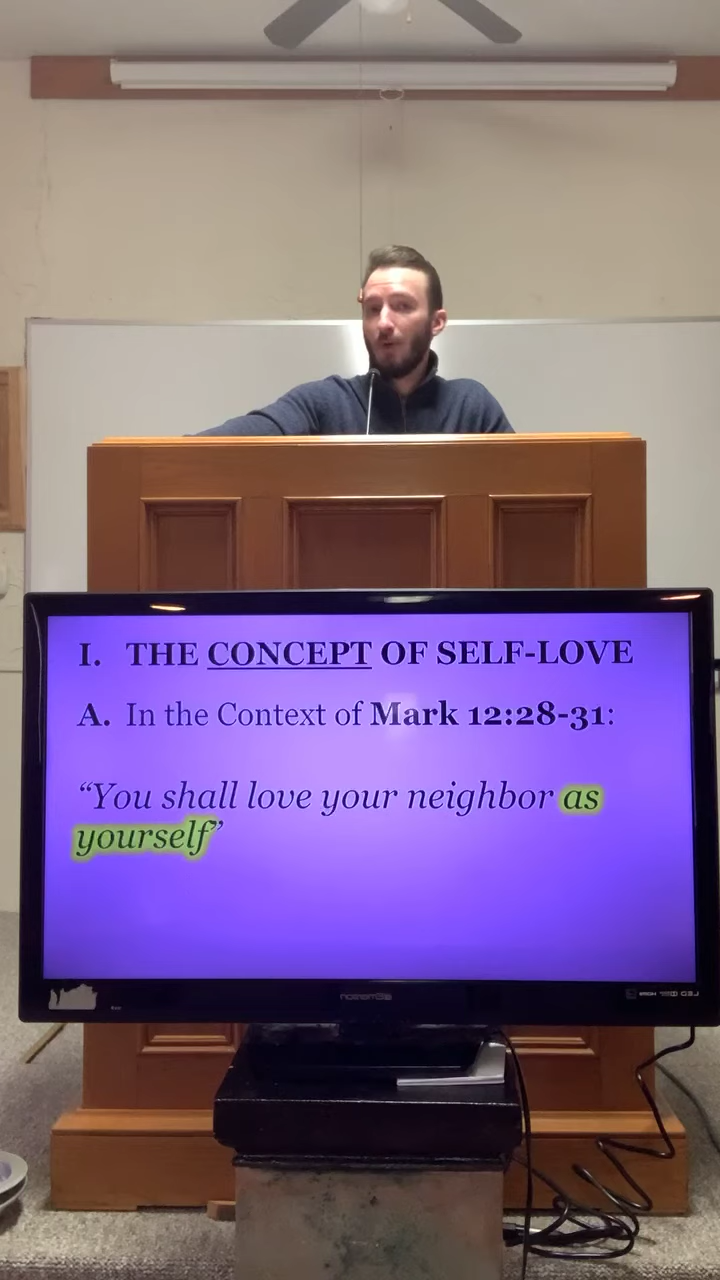 I. THE CONCEPT OF SELF-LOVE
A. In the Context of Mark 12:28-31:
“You shall love your neighbor as
yourself”